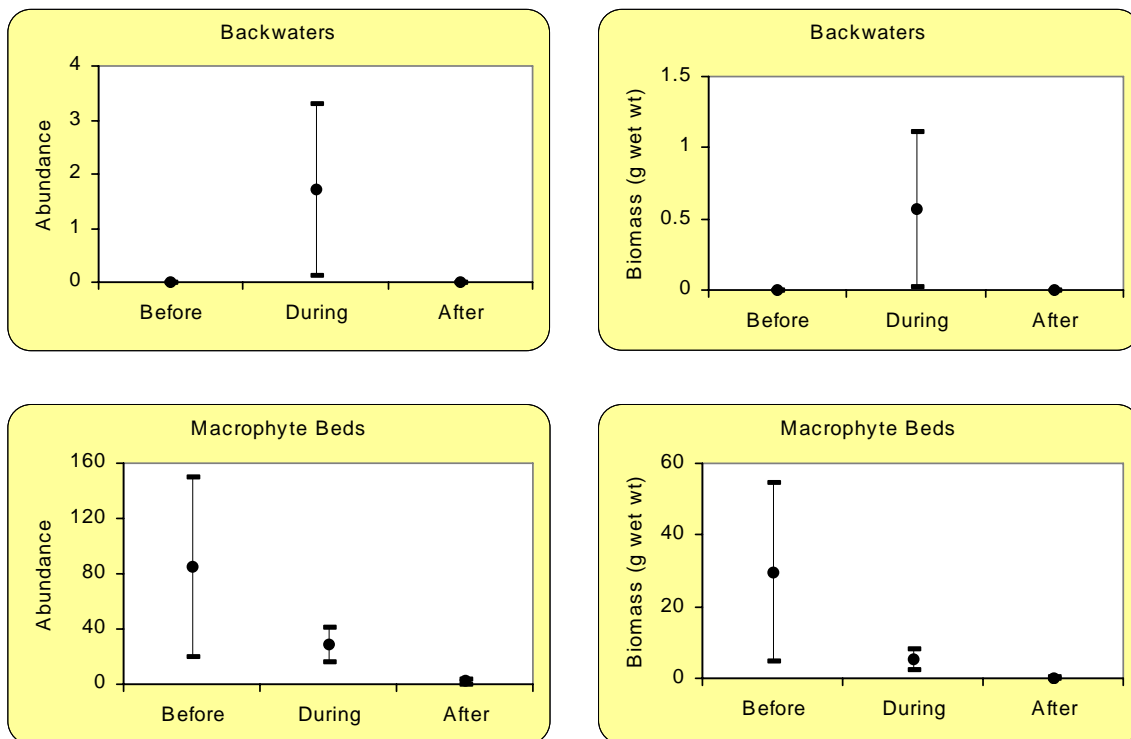 Backwaters
Abundance
4
3
2
1
0
Before During After
Backwaters
Biomass (g wet wt)
1.5
1
0.5
0
Before During After
Macrophyte Beds
Abundance
160
120
80
40
0
Before During After
Macrophyte Beds
Biomass (g wet wt)
60
40
20
0
Before During After